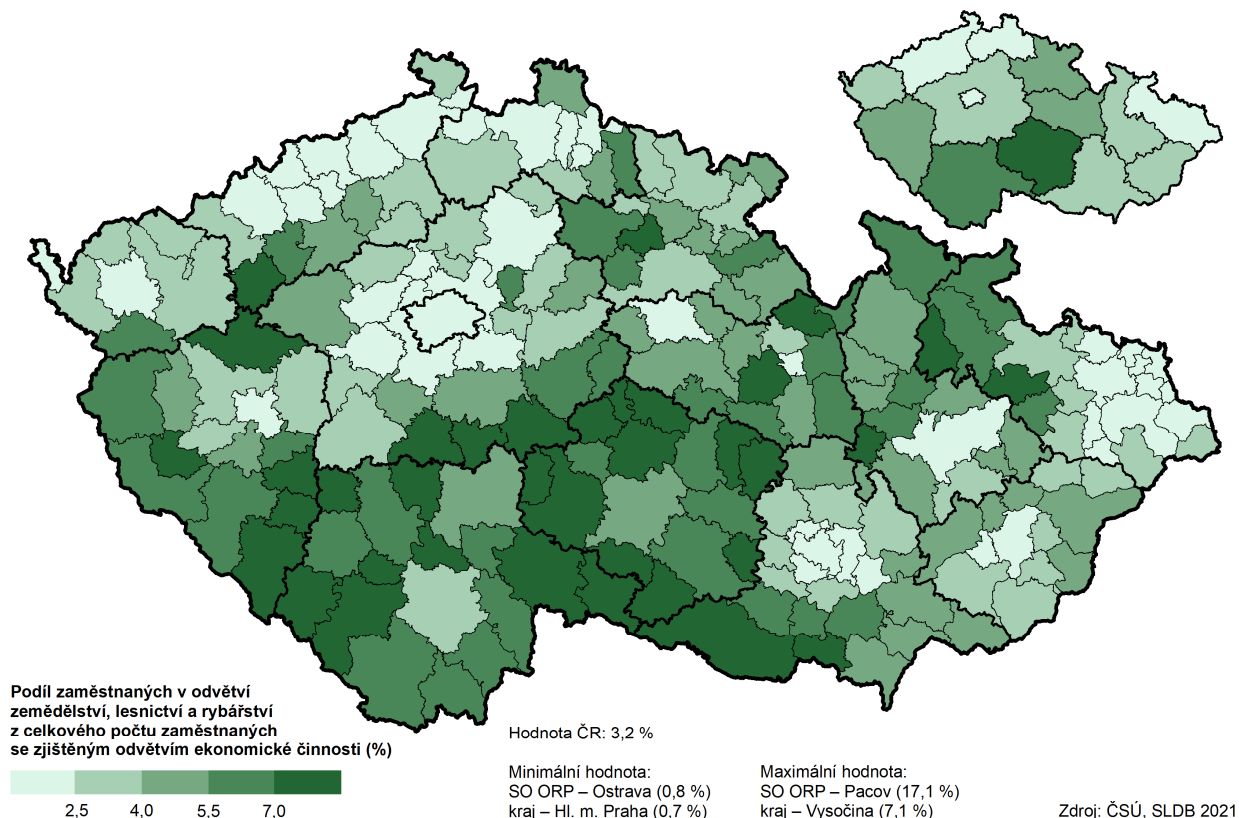 Podíl zaměstnaných v odvětví
zemědělství, lesnictví a rybářství
z celkového počtu zaměstnaných
se zjištěným odvětvím ekonomické činnosti (%)
2,5 4,0 5,5 7,0
Hodnota ČR: 3,2 %
Minimální hodnota:
SO ORP – Ostrava (0,8 %)
kraj – Hl. m. Praha (0,7 %)
Maximální hodnota:
SO ORP – Pacov (17,1 %)
kraj – Vysočina (7,1 %)
Zdroj: ČSÚ, SLDB 2021